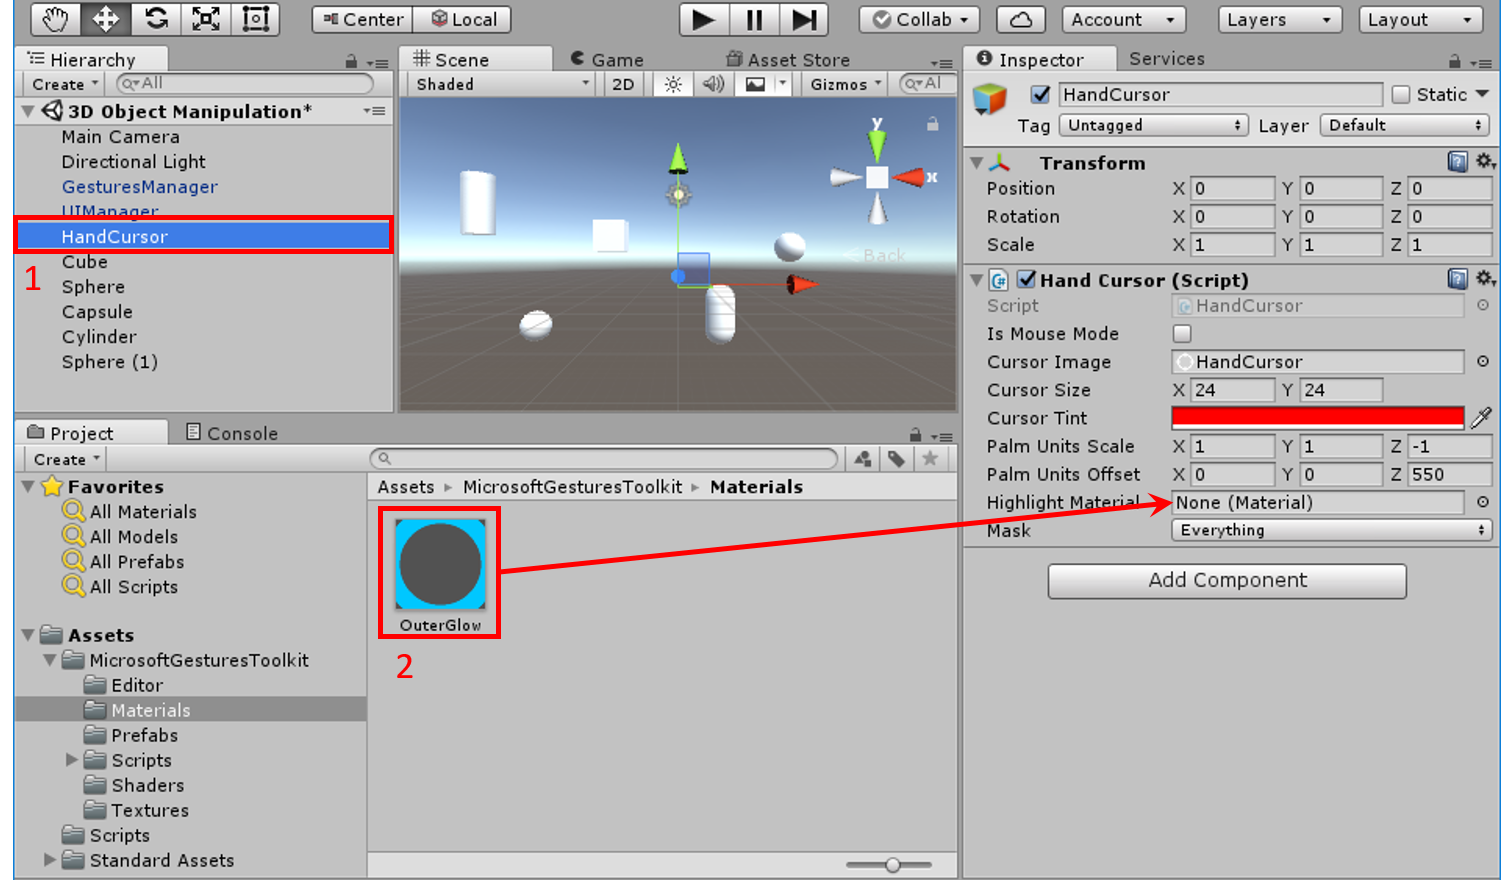 Center Local Collab Account Layers Layout
Hierarchy
Create All
3D Object Manipulation*
Main Camera
Directional Light
GesturesManager
UIManager
HandCursor
1
Cube
Sphere
Capsule
Cylinder
Sphere (1)
Scene Game Asset Store
Shaded 2D Gizmos Al
y
x
Back
Inspector Services
HandCursor Static
Tag Untagged Layer Default
Transform
Position X 0 Y 0 Z 0
Rotation X 0 Y 0 Z 0
Scale X 1 Y 1 Z 1
Hand Cursor (Script)
Script HandCursor
Is Mouse Mode
Cursor Image HandCursor
Cursor Size X 24 Y 24
Cursor Tint
Palm Units Scale X 1 Y 1 Z -1
Palm Units Offset X 0 Y 0 Z 550
Highlight Material None (Material)
Mask Everything
Add Component
Project Console
Create
Favorites
All Materials
All Models
All Prefabs
All Scripts
Assets
MicrosoftGesturesToolkit
Editor
Materials
Prefabs
Scripts
Shaders
Textures
Scripts
Standard Assets
Assets MicrosoftGesturesToolkit Materials
OuterGlow
2